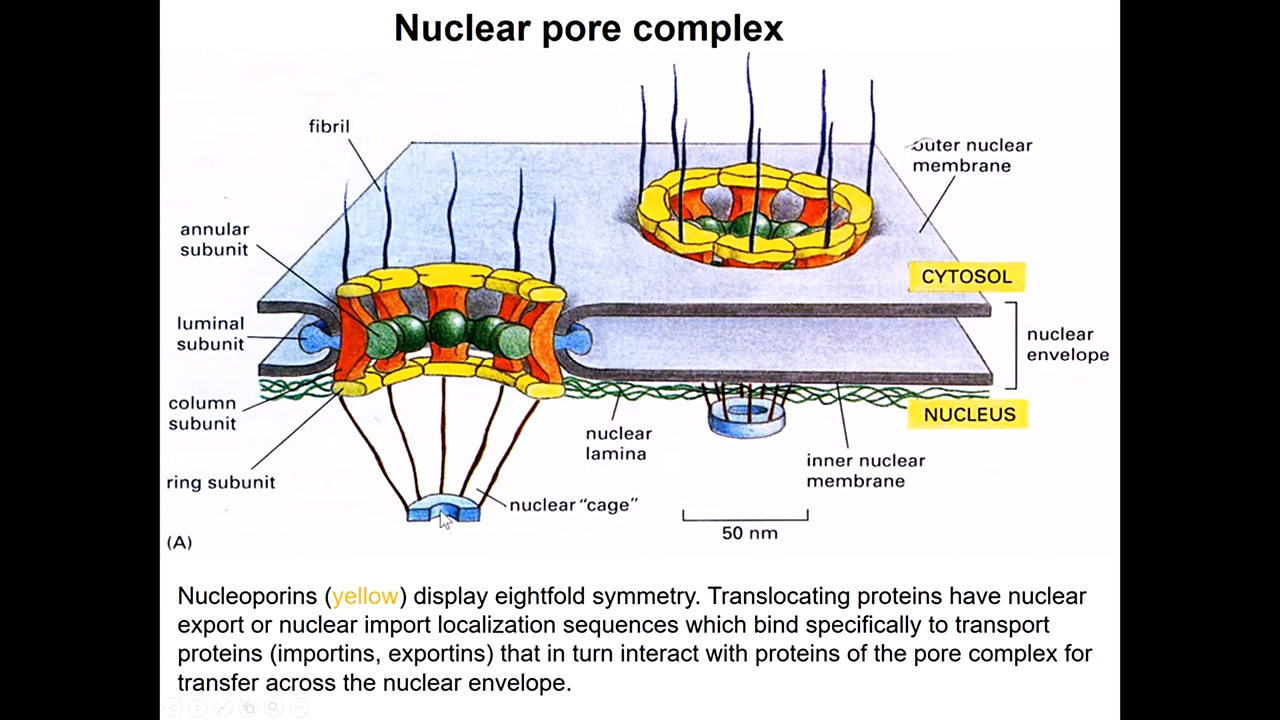 Nuclear pore complex
fibril
outer nuclear
membrane
annular
subunit
CYTOSOL
luminal
subunit
nuclear
envelope
column
subunit
NUCLEUS
nuclear
lamina
inner nuclear
membrane
ring subunit
nuclear “cage”
50 nm
(A)
Nucleoporins (yellow) display eightfold symmetry. Translocating proteins have nuclear
export or nuclear import localization sequences which bind specifically to transport
proteins (importins, exportins) that in turn interact with proteins of the pore complex for
transfer across the nuclear envelope.